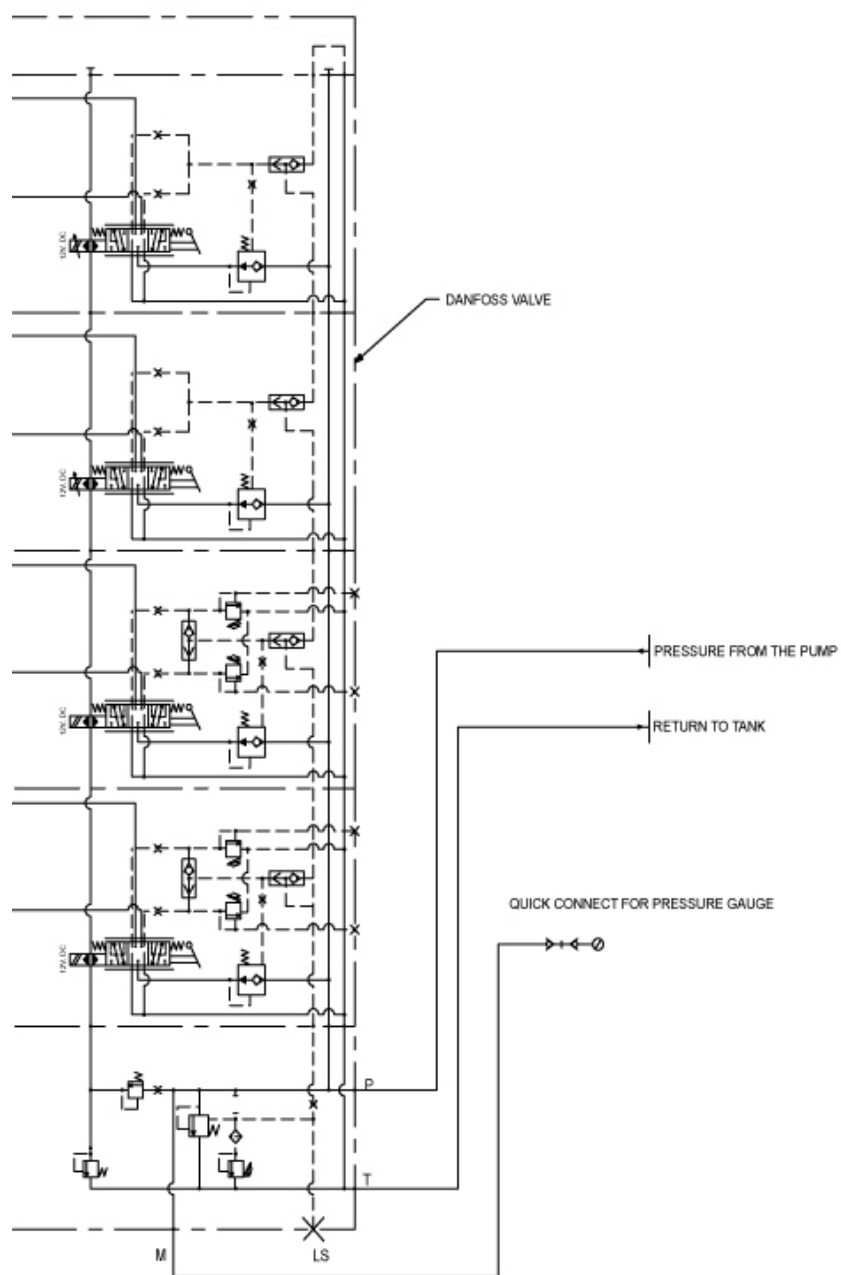 12V. DC
DANFOSS VALVE
12V. DC
PRESSURE FROM THE PUMP
RETURN TO TANK
12V. DC
QUICK CONNECT FOR PRESSURE GAUGE
12V. DC
P
T
M
LS